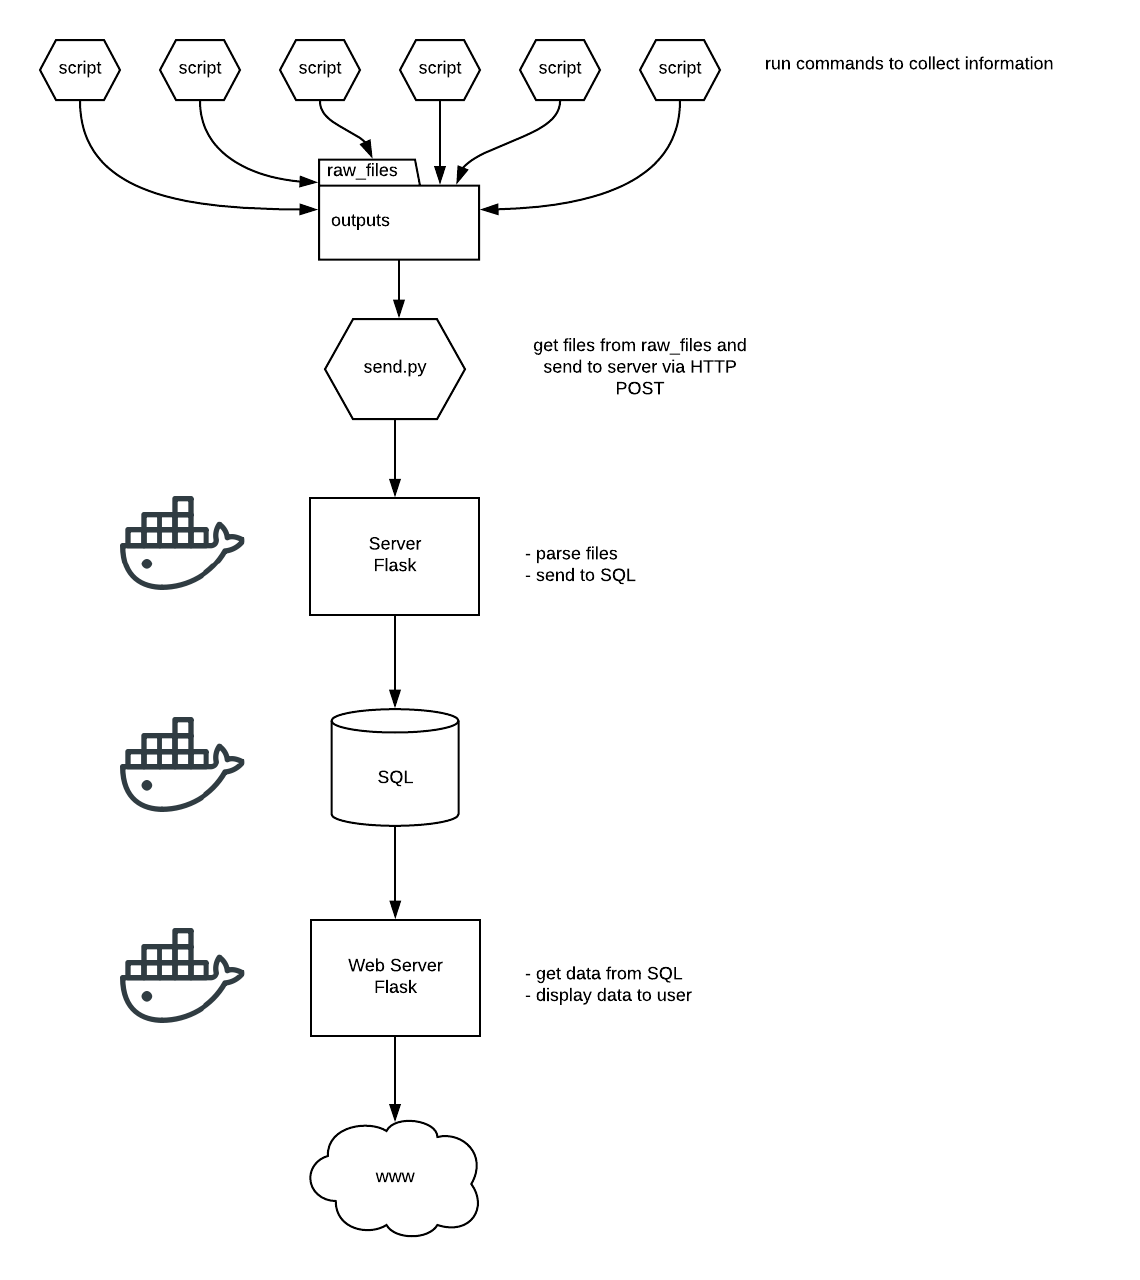 script
script
script
script
script
script
run commands to collect information
raw_files
outputs
send.py
get files from raw_files and
send to server via HTTP
POST
Server
Flask
- parse files
- send to SQL
SQL
Web Server
Flask
- get data from SQL
- display data to user
www